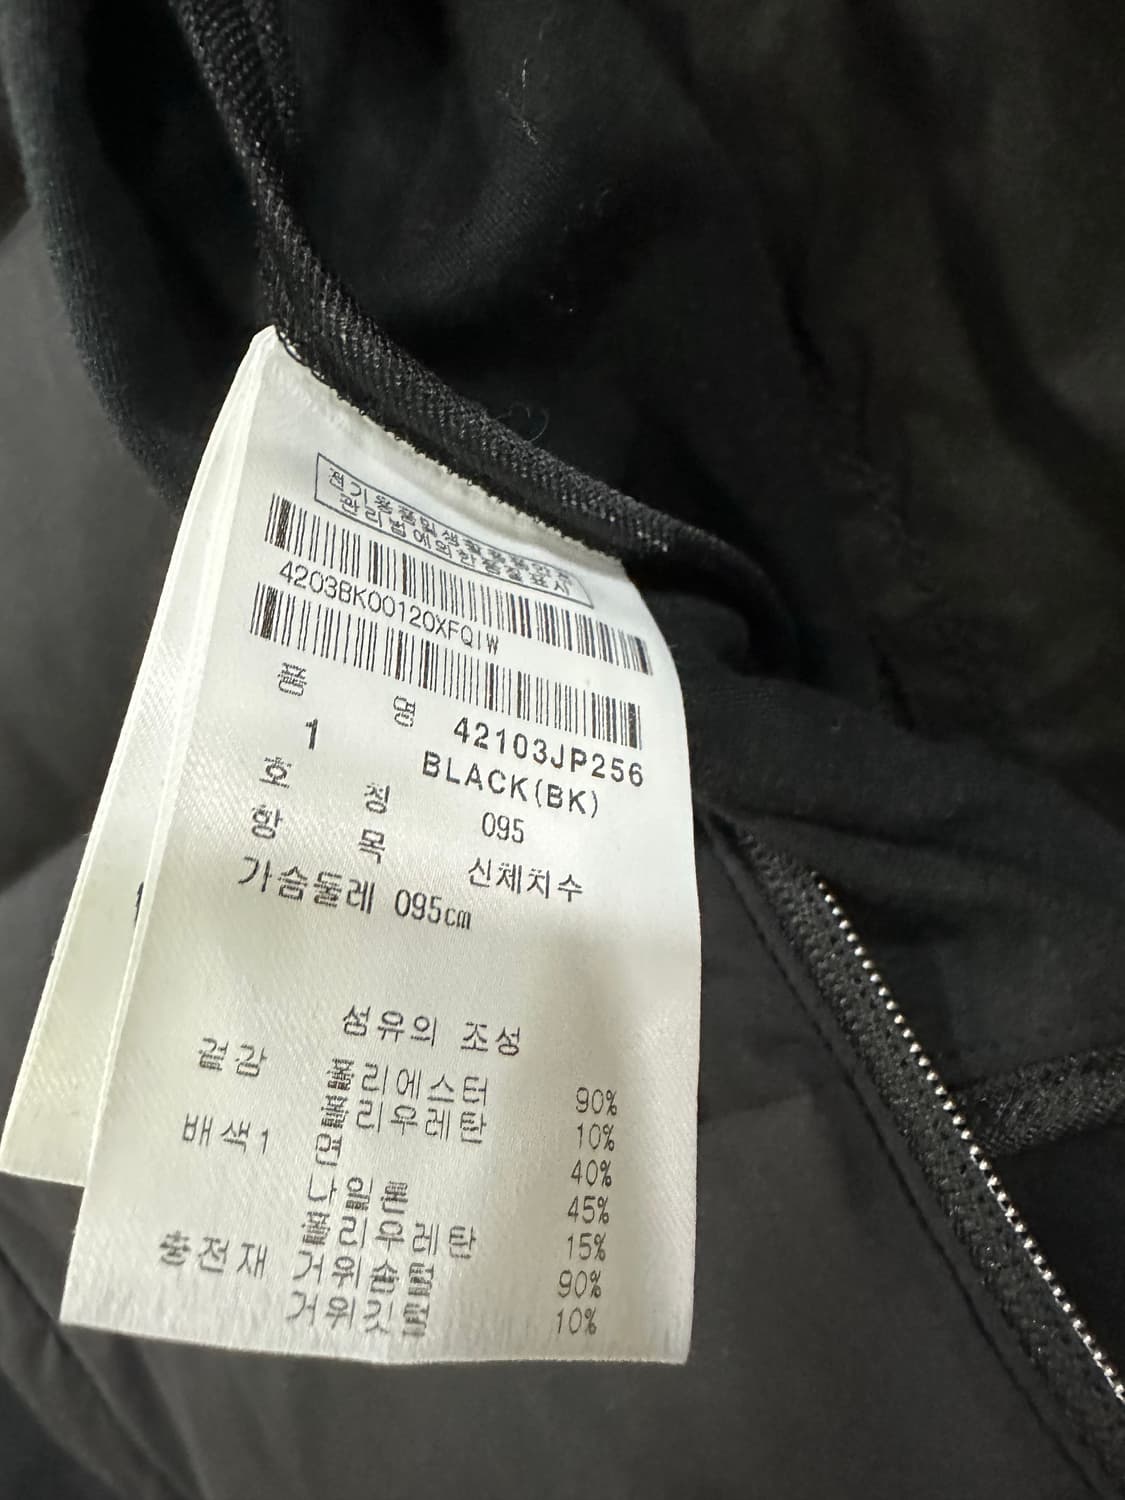 전기용품및생활용품안전
관리법에의한품질표시
4203BK00120XFQIW
품 명 42103JP256
1 BLACK(BK)
호 칭 095
항 목 신체치수
가슴둘레 095cm
섬유의 조성
겉감 폴리에스터 90%
폴리우레탄 10%
배색1 면 40%
나일론 45%
폴리우레탄 15%
충전재 거위솜털 90%
거위깃털 10%